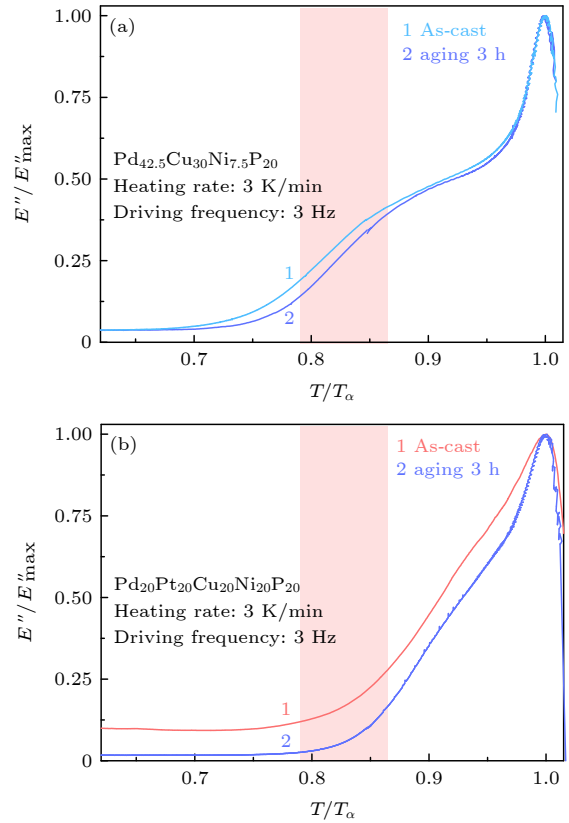 (a)
1 As-cast
2 aging 3 h
Pd42.5Cu30Ni7.5P20
Heating rate: 3 K/min
Driving frequency: 3 Hz
1
2
1.00
0.75
0.50
0.25
0
E″/E″max
0.7
0.8
0.9
1.0
T/Tα
(b)
1 As-cast
2 aging 3 h
Pd20Pt20Cu20Ni20P20
Heating rate: 3 K/min
Driving frequency: 3 Hz
1
2
1.00
0.75
0.50
0.25
0
E″/E″max
0.7
0.8
0.9
1.0
T/Tα